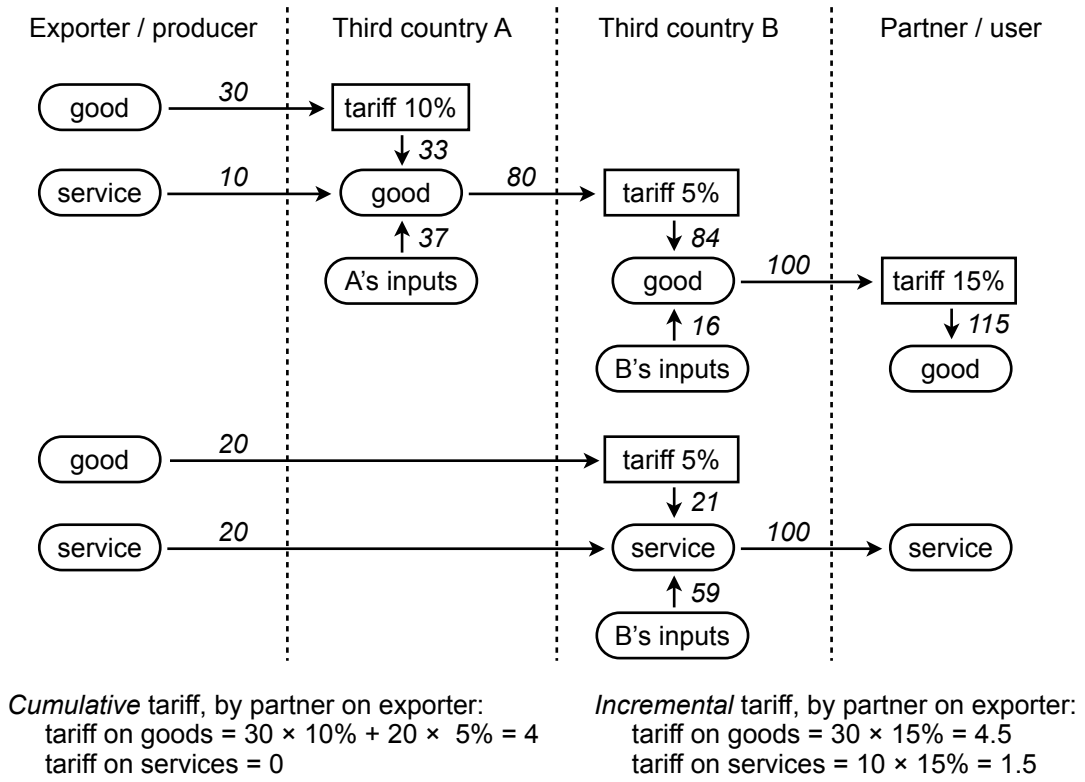 Exporter / producer Third country A Third country B Partner / user
good 30 tariff 10%
33
service 10 good 80 tariff 5%
37 84
A's inputs good 100 tariff 15%
16 115
B's inputs good
good 20 tariff 5%
21
service 20 service 100 service
59
B's inputs
Cumulative tariff, by partner on exporter:
tariff on goods = 30 × 10% + 20 × 5% = 4
tariff on services = 0
Incremental tariff, by partner on exporter:
tariff on goods = 30 × 15% = 4.5
tariff on services = 10 × 15% = 1.5